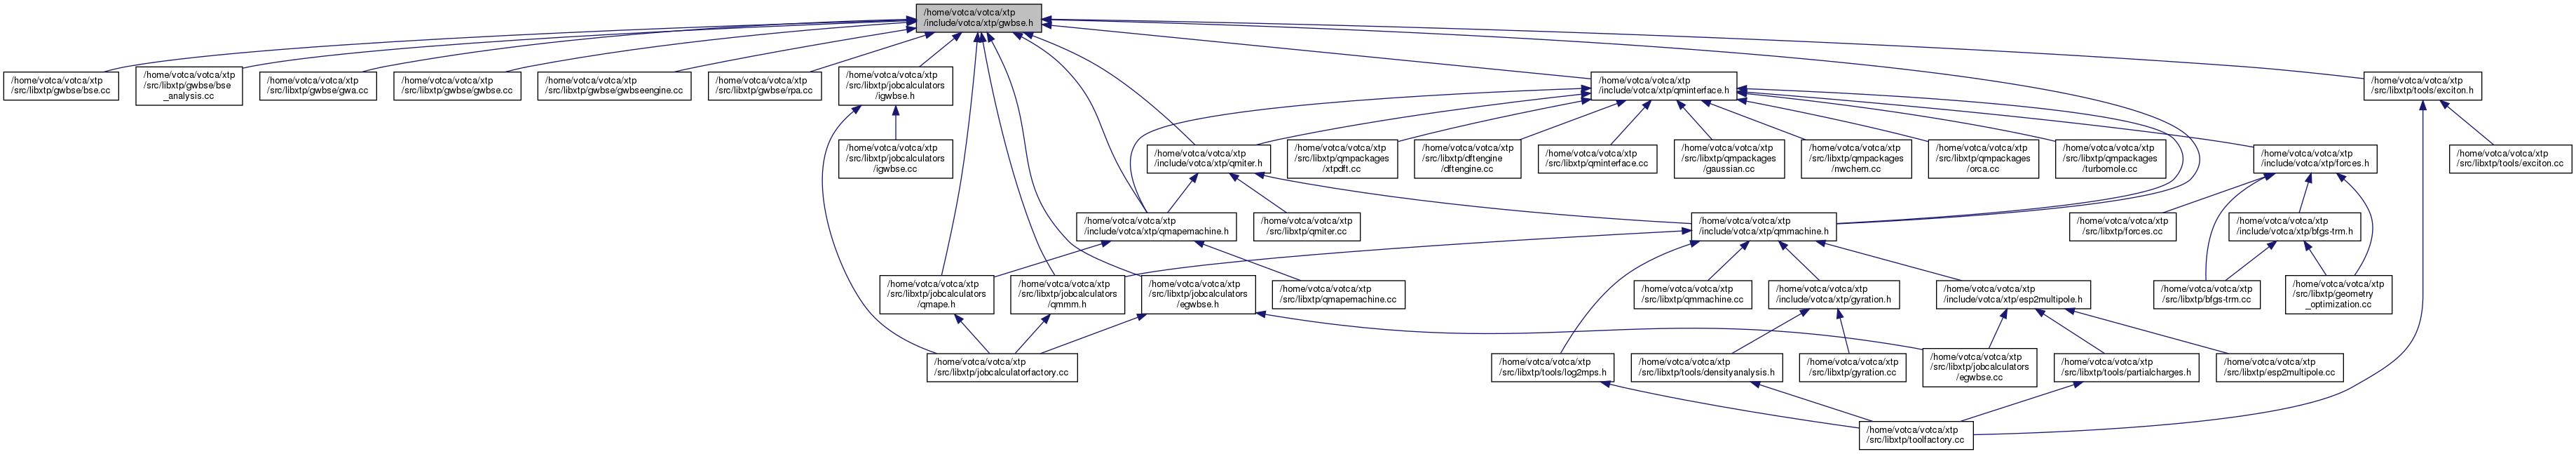 /home/votca/votca/xtp
/include/votca/xtp/gwbse.h
/home/votca/votca/xtp
/src/libxtp/gwbse/bse.cc
/home/votca/votca/xtp
/src/libxtp/gwbse/bse
_analysis.cc
/home/votca/votca/xtp
/src/libxtp/gwbse/gwa.cc
/home/votca/votca/xtp
/src/libxtp/gwbse/gwbse.cc
/home/votca/votca/xtp
/src/libxtp/gwbse/gwbseengine.cc
/home/votca/votca/xtp
/src/libxtp/gwbse/rpa.cc
/home/votca/votca/xtp
/src/libxtp/jobcalculators
/igwbse.h
/home/votca/votca/xtp
/include/votca/xtp/qminterface.h
/home/votca/votca/xtp
/src/libxtp/tools/exciton.h
/home/votca/votca/xtp
/src/libxtp/jobcalculators
/igwbse.cc
/home/votca/votca/xtp
/include/votca/xtp/qmiter.h
/home/votca/votca/xtp
/src/libxtp/qmpackages
/xtpdft.cc
/home/votca/votca/xtp
/src/libxtp/dftengine
/dftengine.cc
/home/votca/votca/xtp
/src/libxtp/qminterface.cc
/home/votca/votca/xtp
/src/libxtp/qmpackages
/gaussian.cc
/home/votca/votca/xtp
/src/libxtp/qmpackages
/nwchem.cc
/home/votca/votca/xtp
/src/libxtp/qmpackages
/orca.cc
/home/votca/votca/xtp
/src/libxtp/qmpackages
/turbomole.cc
/home/votca/votca/xtp
/include/votca/xtp/forces.h
/home/votca/votca/xtp
/src/libxtp/tools/exciton.cc
/home/votca/votca/xtp
/include/votca/xtp/qmapemachine.h
/home/votca/votca/xtp
/src/libxtp/qmiter.cc
/home/votca/votca/xtp
/include/votca/xtp/qmmachine.h
/home/votca/votca/xtp
/src/libxtp/forces.cc
/home/votca/votca/xtp
/include/votca/xtp/bfgs-trm.h
/home/votca/votca/xtp
/src/libxtp/jobcalculators
/qmape.h
/home/votca/votca/xtp
/src/libxtp/jobcalculators
/qmmm.h
/home/votca/votca/xtp
/src/libxtp/jobcalculators
/egwbse.h
/home/votca/votca/xtp
/src/libxtp/qmapemachine.cc
/home/votca/votca/xtp
/src/libxtp/qmmachine.cc
/home/votca/votca/xtp
/include/votca/xtp/gyration.h
/home/votca/votca/xtp
/include/votca/xtp/esp2multipole.h
/home/votca/votca/xtp
/src/libxtp/bfgs-trm.cc
/home/votca/votca/xtp
/src/libxtp/geometry
_optimization.cc
/home/votca/votca/xtp
/src/libxtp/jobcalculatorfactory.cc
/home/votca/votca/xtp
/src/libxtp/tools/log2mps.h
/home/votca/votca/xtp
/src/libxtp/tools/densityanalysis.h
/home/votca/votca/xtp
/src/libxtp/gyration.cc
/home/votca/votca/xtp
/src/libxtp/jobcalculators
/egwbse.cc
/home/votca/votca/xtp
/src/libxtp/tools/partialcharges.h
/home/votca/votca/xtp
/src/libxtp/esp2multipole.cc
/home/votca/votca/xtp
/src/libxtp/toolfactory.cc